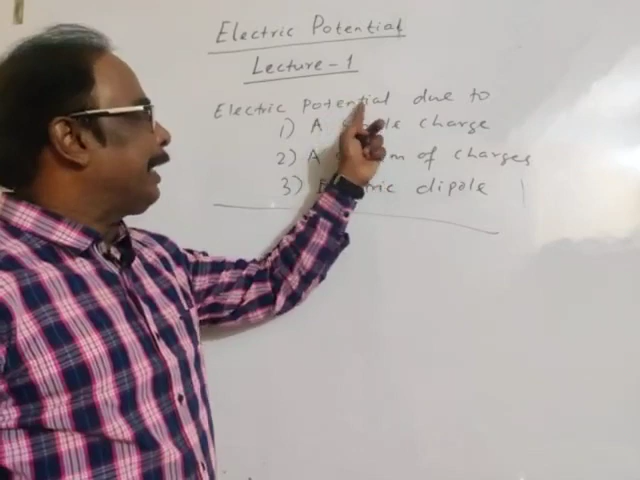 Electric Potential
Lecture-1
Electric Potential due to
1) A charge
2) A of charges
3) dipole